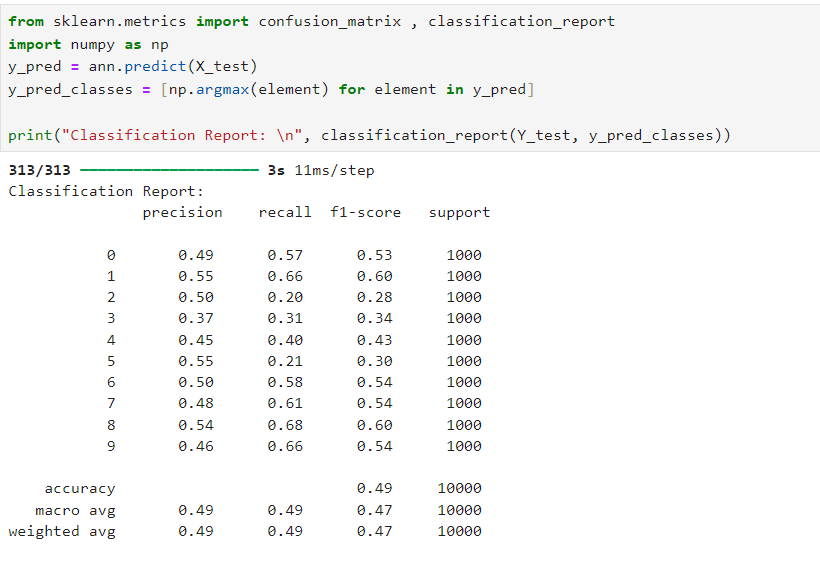 from sklearn.metrics import confusion_matrix , classification_report
import numpy as np
y_pred = ann.predict(X_test)
y_pred_classes = [np.argmax(element) for element in y_pred]
print("Classification Report: \n", classification_report(Y_test, y_pred_classes))
313/313 ━━━━━━━━━━━━━━━━━━━━ 3s 11ms/step
Classification Report:
precision recall f1-score support
0 0.49 0.57 0.53 1000
1 0.55 0.66 0.60 1000
2 0.50 0.20 0.28 1000
3 0.37 0.31 0.34 1000
4 0.45 0.40 0.43 1000
5 0.55 0.21 0.30 1000
6 0.50 0.58 0.54 1000
7 0.48 0.61 0.54 1000
8 0.54 0.68 0.60 1000
9 0.46 0.66 0.54 1000
accuracy 0.49 10000
macro avg 0.49 0.49 0.47 10000
weighted avg 0.49 0.49 0.47 10000